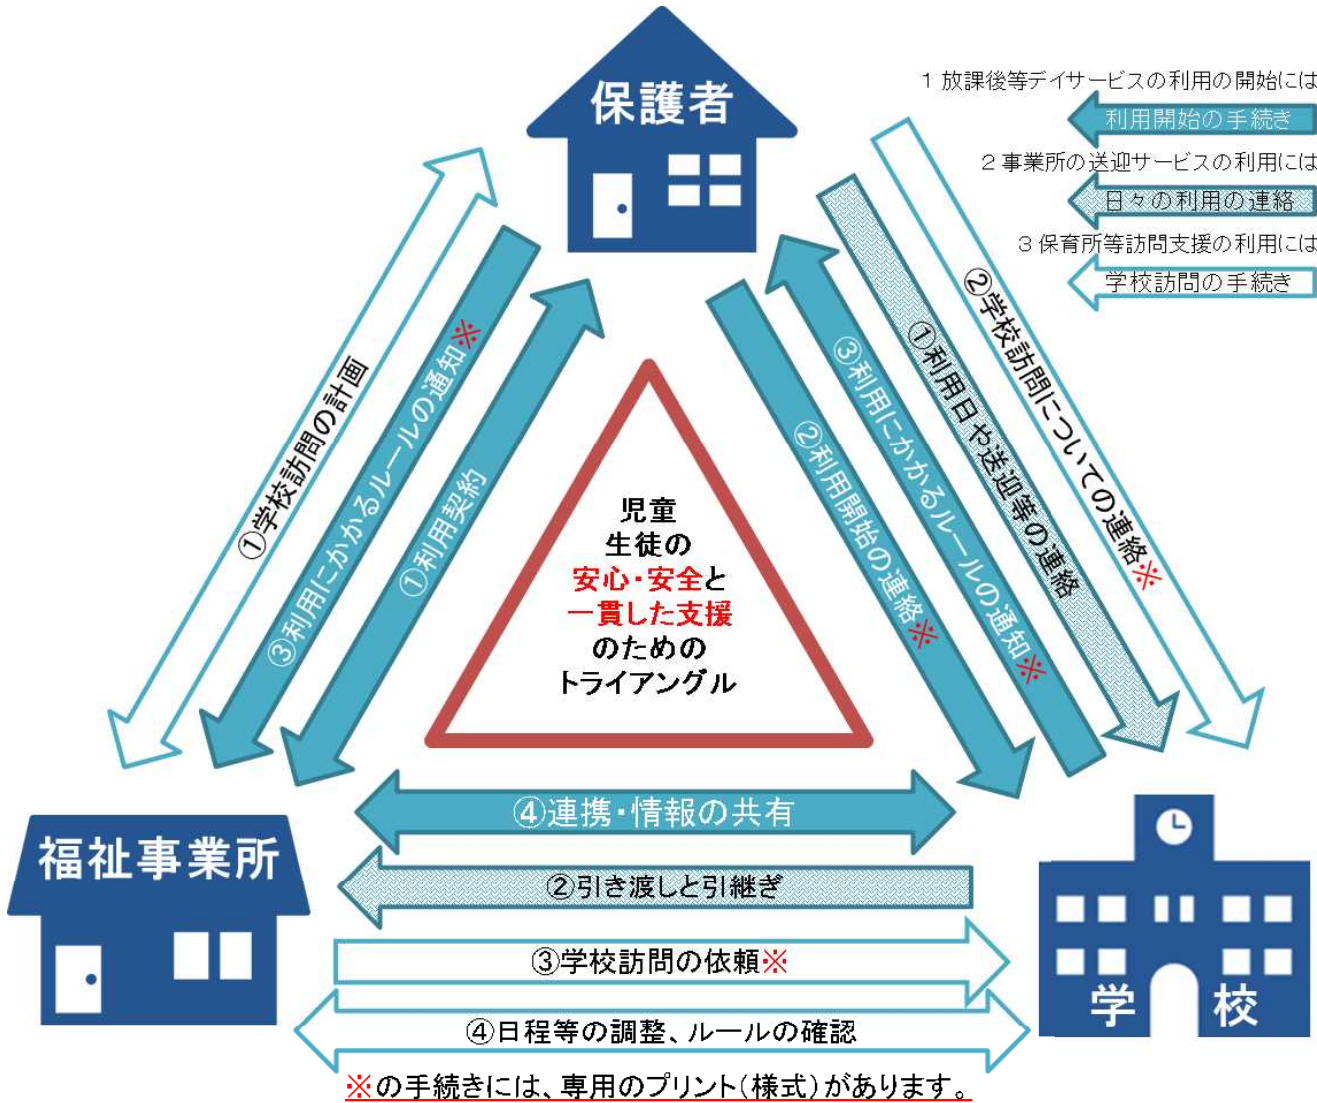 保護者
1 放課後等デイサービスの利用の開始には
利用開始の手続き
2 事業所の送迎サービスの利用には
日々の利用の連絡
3 保育所等訪問支援の利用には
学校訪問の手続き
①学校訪問の計画
③利用にかかるルールの通知※
①利用契約
②利用開始の連絡※
③利用にかかるルールの通知※
①利用日や送迎等の連絡
②学校訪問についての連絡※
児童
生徒の
安心・安全と
一貫した支援
のための
トライアングル
福祉事業所
学校
④連携・情報の共有
②引き渡しと引継ぎ
③学校訪問の依頼※
④日程等の調整、ルールの確認
※の手続きには、専用のプリント(様式)があります。